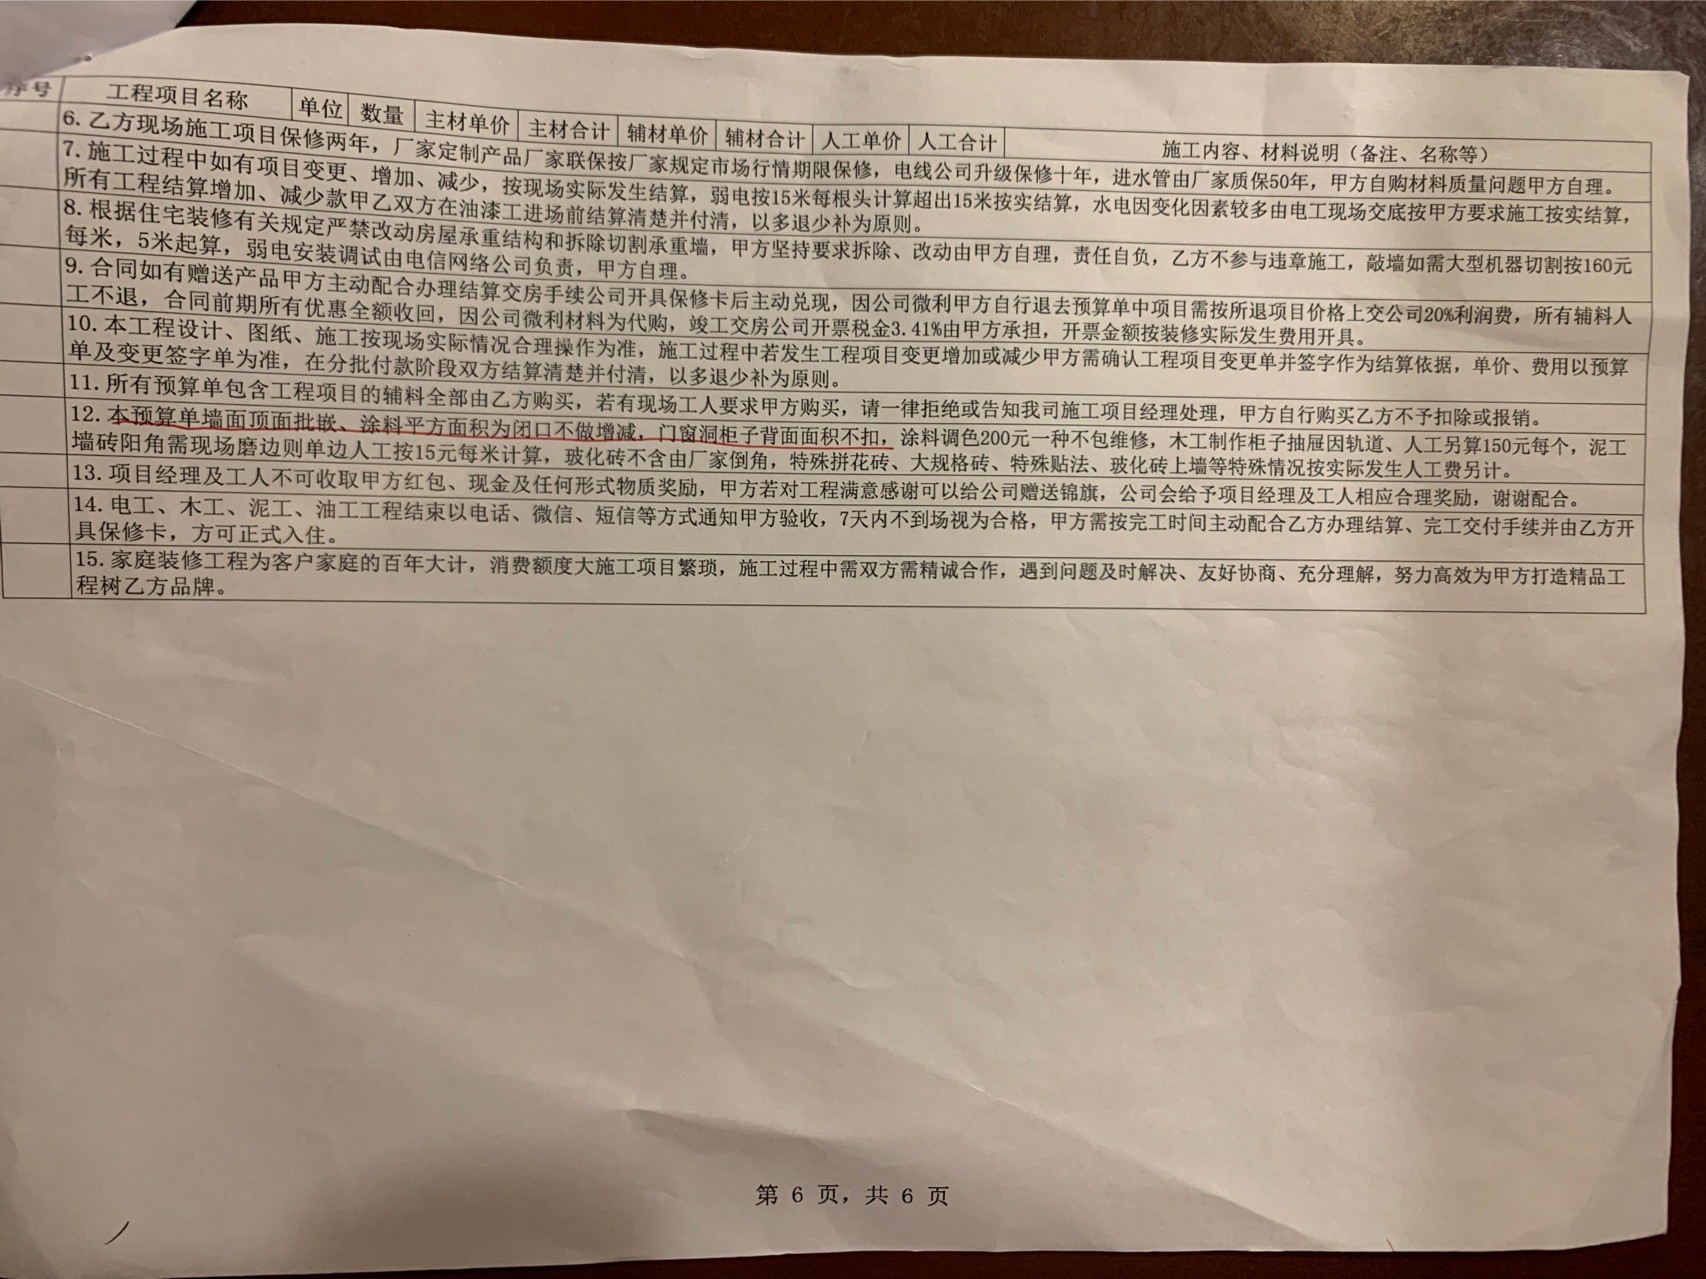 序号 工程项目名称 单位 数量 主材单价 主材合计 辅材单价 辅材合计 人工单价 人工合计 施工内容、材料说明（备注、名称等）
6.乙方现场施工项目保修两年，厂家定制产品厂家联保按厂家规定市场行情期限保修，电线公司升级保修十年，进水管由厂家质保50年，甲方自购材料质量问题甲方自理。
7.施工过程中如有项目变更、增加、减少，按现场实际发生结算，弱电按15米每根头计算超出15米按实结算，水电因变化因素较多由电工现场交底按甲方要求施工按实结算，
所有工程结算增加、减少款甲乙双方在油漆工进场前结算清楚并付清，以多退少补为原则。
8.根据住宅装修有关规定严禁改动房屋承重结构和拆除切割承重墙，甲方坚持要求拆除、改动由甲方自理，责任自负，乙方不参与违章施工，敲墙如需大型机器切割按160元
每米，5米起算，弱电安装调试由电信网络公司负责，甲方自理。
9.合同如有赠送产品甲方主动配合办理结算交房手续公司开具保修卡后主动兑现，因公司微利甲方自行退去预算单中项目需按所退项目价格上交公司20%利润费，所有辅料人
工不退，合同前期所有优惠全额收回，因公司微利材料为代购，竣工交房公司开票税金3.41%由甲方承担，开票金额按装修实际发生费用开具。
10.本工程设计、图纸、施工按现场实际情况合理操作为准，施工过程中若发生工程项目变更增加或减少甲方需确认工程项目变更单并签字作为结算依据，单价、费用以预算
单及变更签字单为准，在分批付款阶段双方结算清楚并付清，以多退少补为原则。
11.所有预算单包含工程项目的辅料全部由乙方购买，若有现场工人要求甲方购买，请一律拒绝或告知我司施工项目经理处理，甲方自行购买乙方不予扣除或报销。
12.本预算单墙面顶面批嵌、涂料平方面积为闭口不做增减，门窗洞柜子背面面积不扣，涂料调色200元一种不包维修，木工制作柜子抽屉因轨道、人工另算150元每个，泥工
墙砖阳角需现场磨边则单边人工按15元每米计算，玻化砖不含由厂家倒角，特殊拼花砖、大规格砖、特殊贴法、玻化砖上墙等特殊情况按实际发生人工费另计。
13.项目经理及工人不可收取甲方红包、现金及任何形式物质奖励，甲方若对工程满意感谢可以给公司赠送锦旗，公司会给予项目经理及工人相应合理奖励，谢谢配合。
14.电工、木工、泥工、油工工程结束以电话、微信、短信等方式通知甲方验收，7天内不到场视为合格，甲方需按完工时间主动配合乙方办理结算、完工交付手续并由乙方开
具保修卡，方可正式入住。
15.家庭装修工程为客户家庭的百年大计，消费额度大施工项目繁琐，施工过程中需双方需精诚合作，遇到问题及时解决、友好协商、充分理解，努力高效为甲方打造精品工
程树乙方品牌。
第 6 页，共 6 页